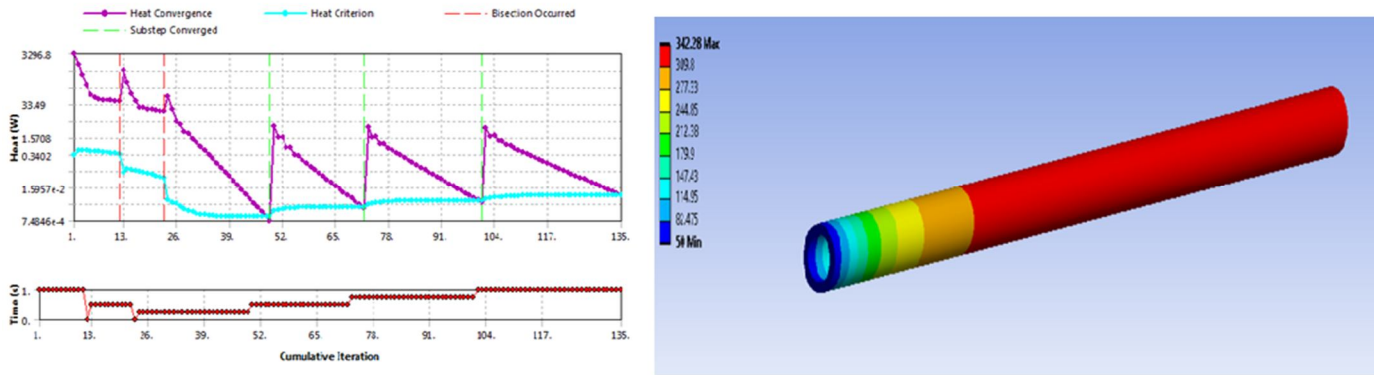 Heat Convergence Heat Criterion Bisection Occurred
Substep Converged
Heat (W)
3296.8
33.49
1.5708
0.3402
1.5957e-2
7.4846e-4
1. 13. 26. 39. 52. 65. 78. 91. 104. 117. 135.
Time (s)
1.
0.
1. 13. 26. 39. 52. 65. 78. 91. 104. 117. 135.
Cumulative Iteration
342.28 Max
309.8
277.33
244.85
212.38
179.9
147.43
114.95
82.475
Min